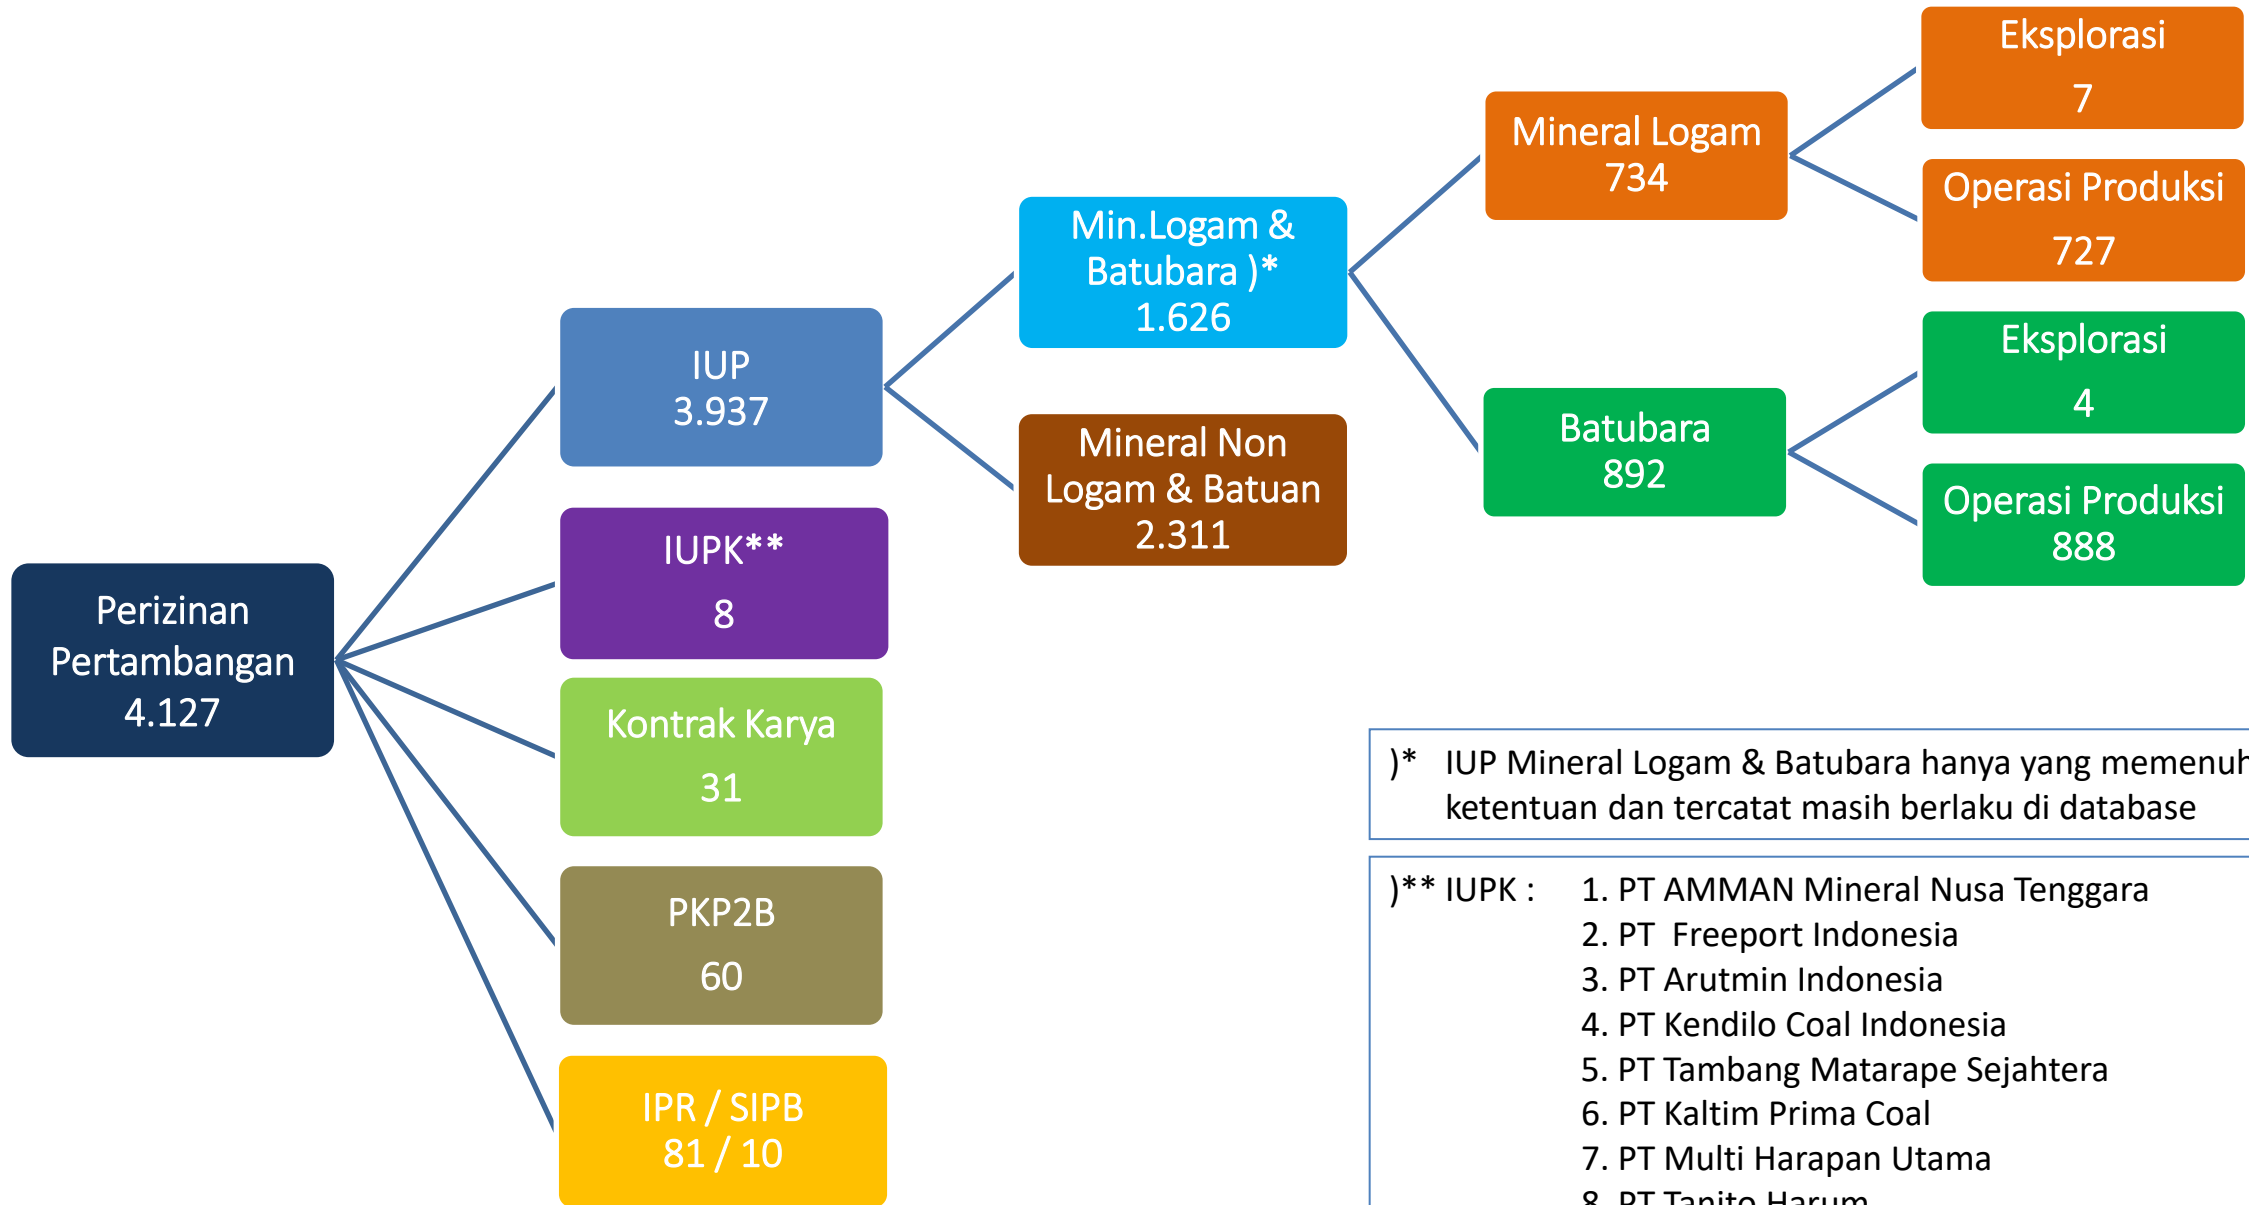 Perizinan
Pertambangan
4.127
IUP
3.937
IUPK**
8
Kontrak Karya
31
PKP2B
60
IPR / SIPB
81 / 10
Min.Logam &
Batubara )*
1.626
Mineral Non
Logam & Batuan
2.311
Mineral Logam
734
Batubara
892
Eksplorasi
7
Operasi Produksi
727
Eksplorasi
4
Operasi Produksi
888
)* IUP Mineral Logam & Batubara hanya yang memenuh
ketentuan dan tercatat masih berlaku di database
)** IUPK : 1. PT AMMAN Mineral Nusa Tenggara
2. PT Freeport Indonesia
3. PT Arutmin Indonesia
4. PT Kendilo Coal Indonesia
5. PT Tambang Matarape Sejahtera
6. PT Kaltim Prima Coal
7. PT Multi Harapan Utama
8. PT Tanito Harum